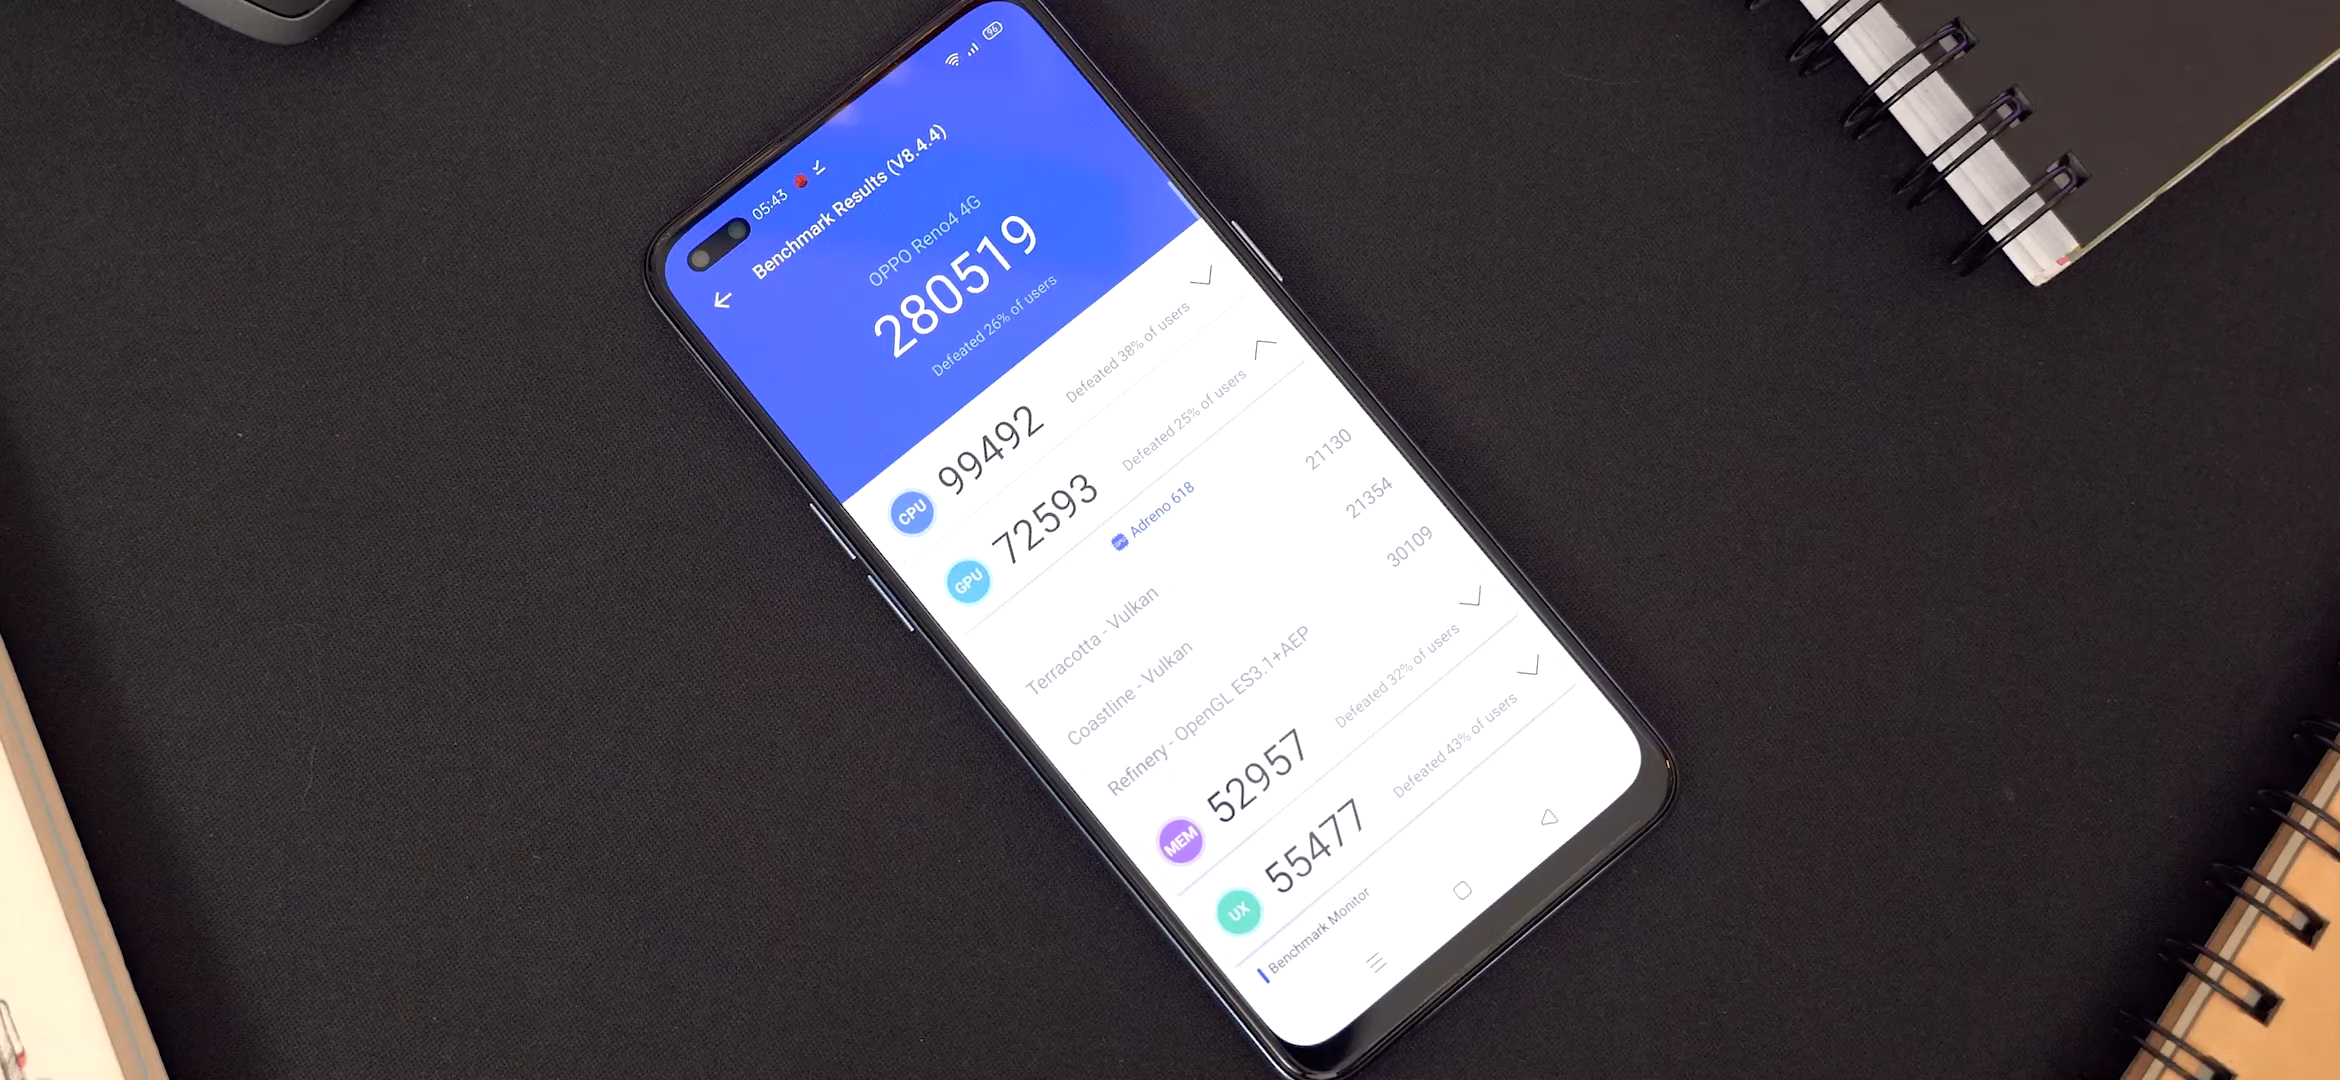 05:43
96
Benchmark Results (V8.4.4)
OPPO Reno4 4G
280519
Defeated 26% of users
CPU 99492 Defeated 38% of users
GPU 72593 Defeated 25% of users
Adreno 618
Terracotta - Vulkan 21130
Coastline - Vulkan 21354
Refinery - OpenGL ES3.1+AEP 30109
MEM 52957 Defeated 32% of users
UX 55477 Defeated 43% of users
Benchmark Monitor